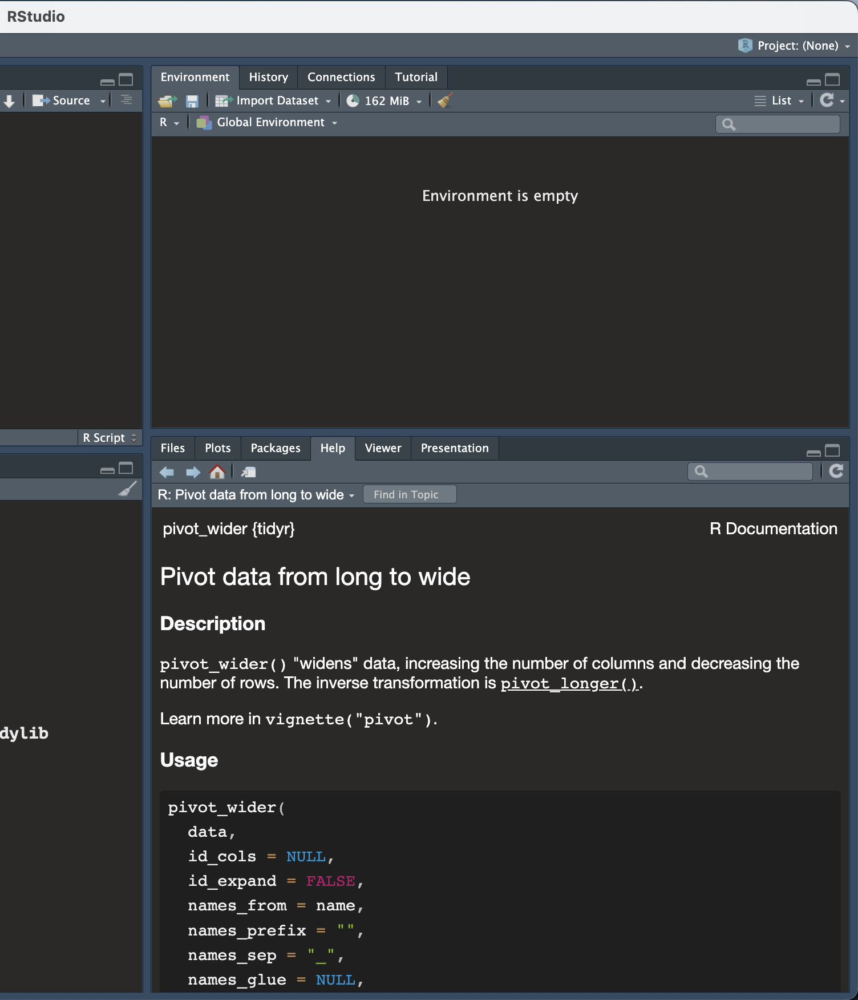 RStudio
Project: (None)
Source
R Script
dylib
Environment History Connections Tutorial
Import Dataset 162 MiB List
R Global Environment
Environment is empty
Files Plots Packages Help Viewer Presentation
R: Pivot data from long to wide Find in Topic
pivot_wider {tidyr} R Documentation
Pivot data from long to wide
Description
pivot_wider() "widens" data, increasing the number of columns and decreasing the
number of rows. The inverse transformation is pivot_longer().
Learn more in vignette("pivot").
Usage
pivot_wider(
  data,
  id_cols = NULL,
  id_expand = FALSE,
  names_from = name,
  names_prefix = "",
  names_sep = "_",
  names_glue = NULL,